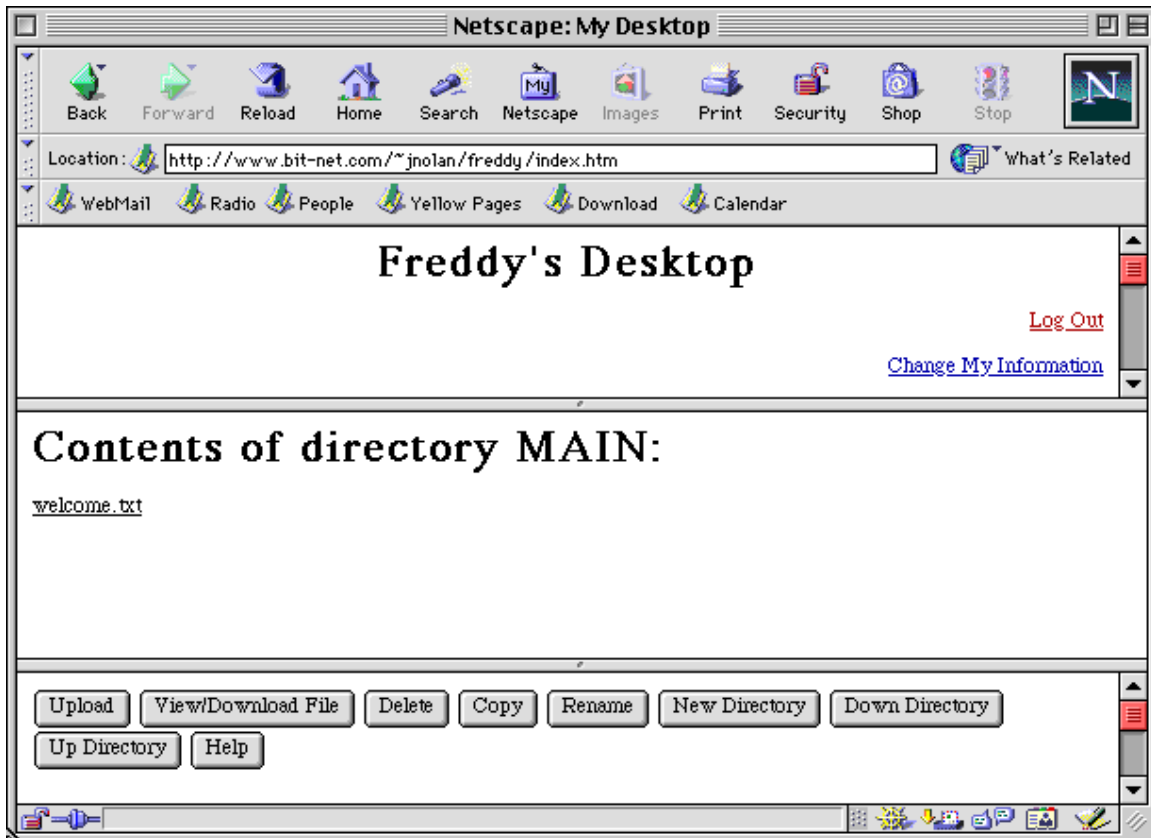 Netscape: My Desktop
Back Forward Reload Home Search Netscape Images Print Security Shop Stop
My
N
Location: http://www.bit-net.com/~jnolan/freddy/index.htm What's Related
WebMail Radio People Yellow Pages Download Calendar
Freddy's Desktop
Log Out
Change My Information
Contents of directory MAIN:
welcome.txt
Upload View/Download File Delete Copy Rename New Directory Down Directory
Up Directory Help